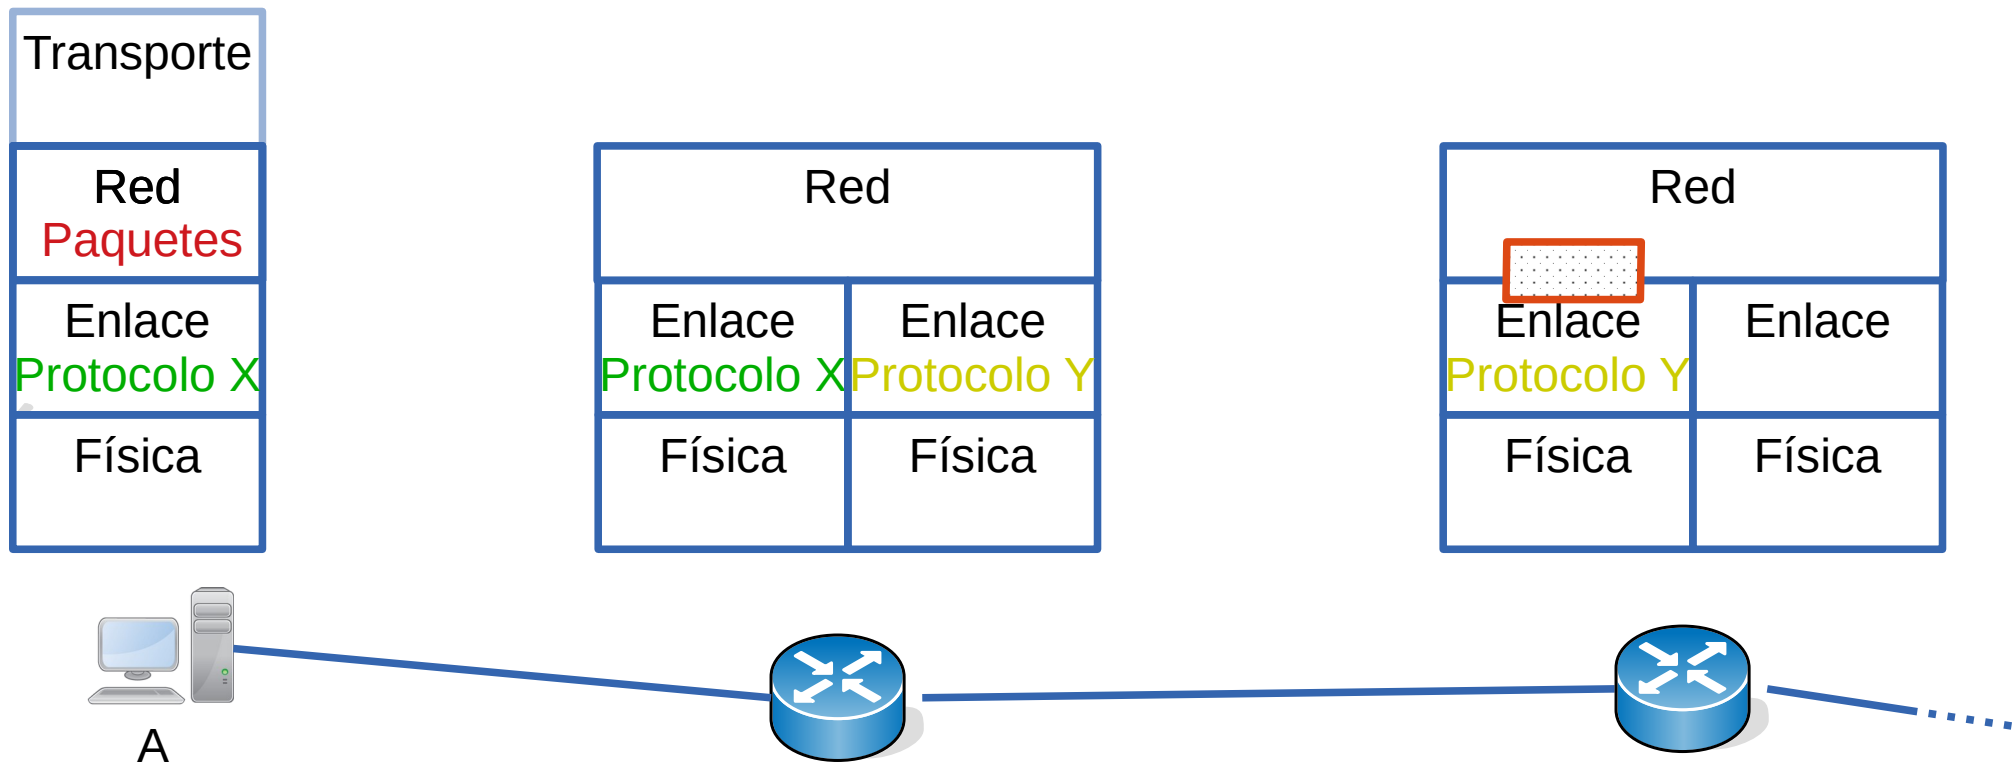 Transporte
Red
Paquetes
Enlace
Protocolo X
Física
Red
Enlace
Protocolo X
Enlace
Protocolo Y
Física
Física
Red
Enlace
Protocolo Y
Enlace
Física
Física
A